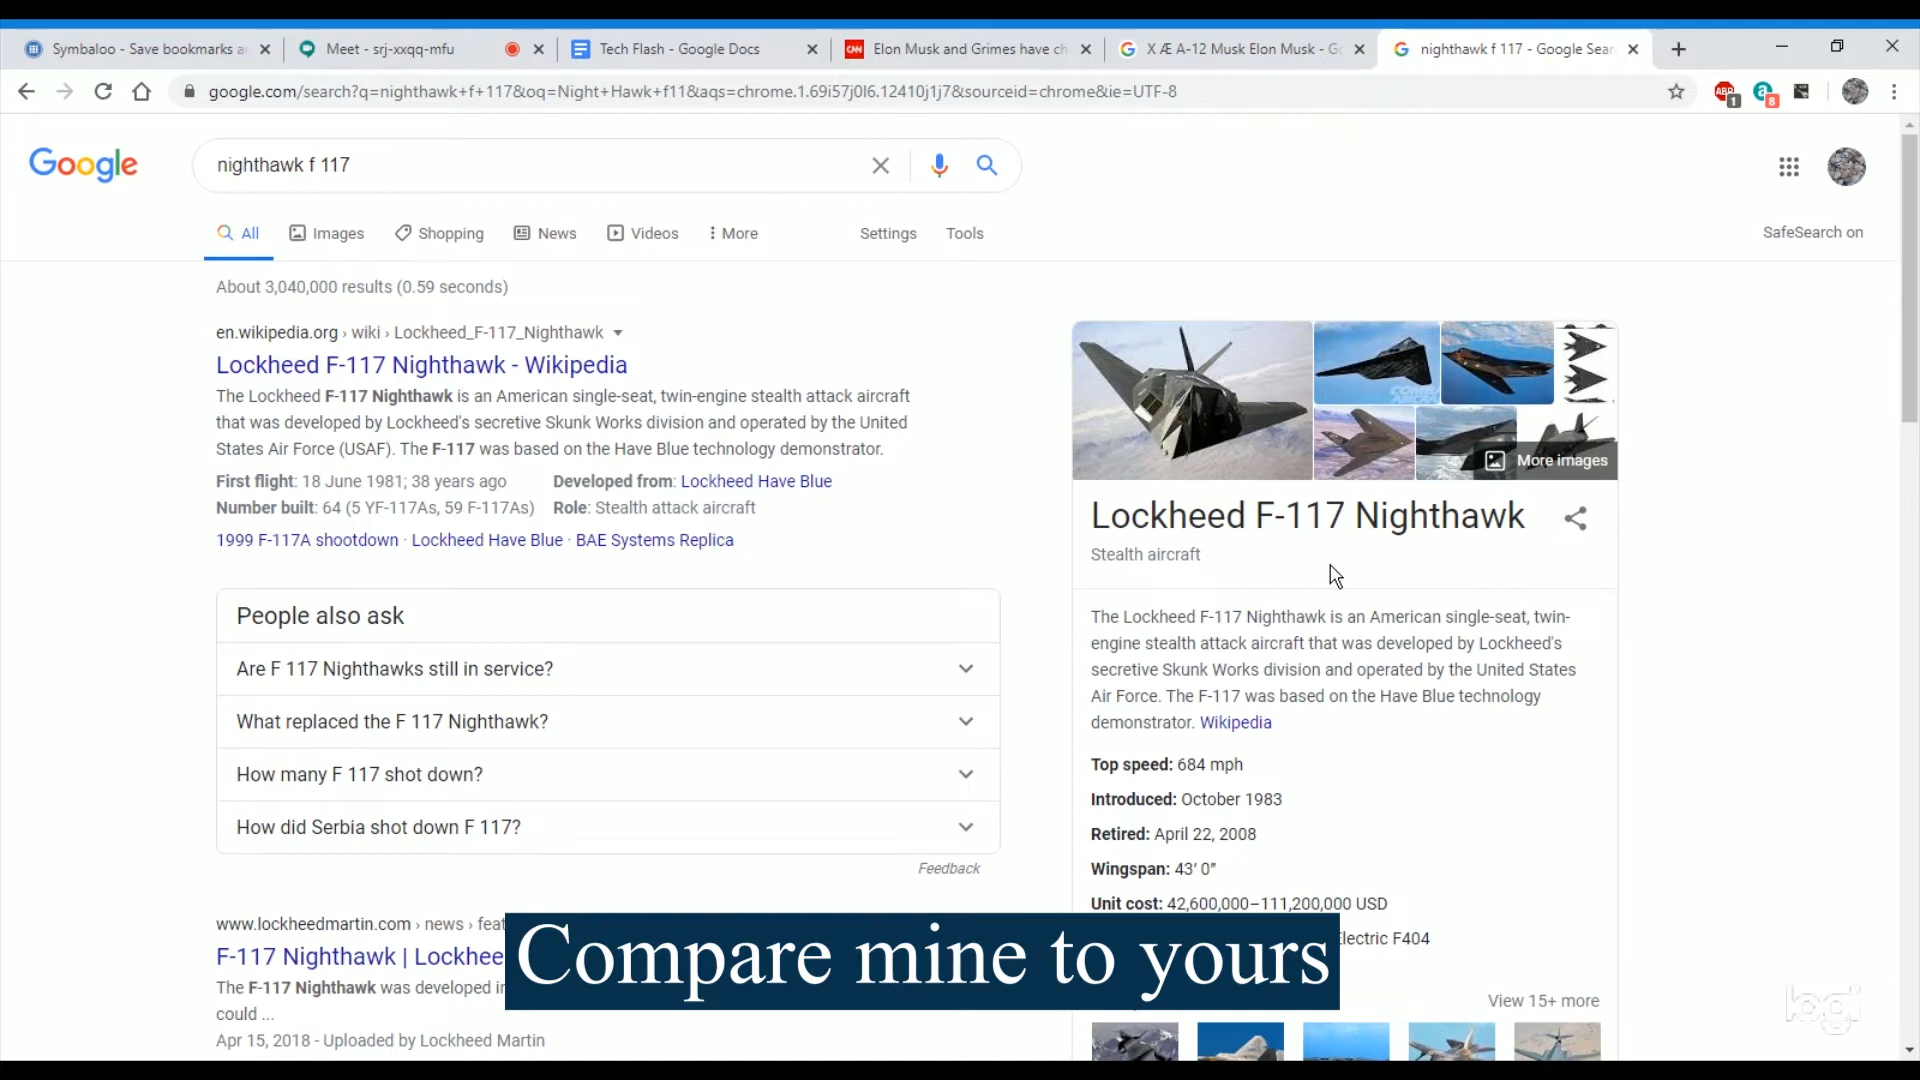 Symbaloo - Save bookmarks a
Meet - srj-xxqq-mfu
Tech Flash - Google Docs
CNN
Elon Musk and Grimes have ch
X Æ A-12 Musk Elon Musk - Go
nighthawk f 117 - Google Sear
google.com/search?q=nighthawk+f+117&oq=Night+Hawk+f11&aqs=chrome.1.69i57j0l6.12410j1j7&sourceid=chrome&ie=UTF-8
ABP
1
a
8
Google
nighthawk f 117
All
Images
Shopping
News
Videos
More
Settings
Tools
SafeSearch on
About 3,040,000 results (0.59 seconds)
en.wikipedia.org › wiki › Lockheed_F-117_Nighthawk
Lockheed F-117 Nighthawk - Wikipedia
The Lockheed F-117 Nighthawk is an American single-seat, twin-engine stealth attack aircraft
that was developed by Lockheed's secretive Skunk Works division and operated by the United
States Air Force (USAF). The F-117 was based on the Have Blue technology demonstrator.
First flight: 18 June 1981; 38 years ago
Developed from: Lockheed Have Blue
Number built: 64 (5 YF-117As, 59 F-117As)
Role: Stealth attack aircraft
1999 F-117A shootdown · Lockheed Have Blue · BAE Systems Replica
People also ask
Are F 117 Nighthawks still in service?
What replaced the F 117 Nighthawk?
How many F 117 shot down?
How did Serbia shot down F 117?
Feedback
www.lockheedmartin.com › news › feat
F-117 Nighthawk | Lockhee
The F-117 Nighthawk was developed in
could ...
Apr 15, 2018 - Uploaded by Lockheed Martin
COMBAT
AIRCRAFT
More images
Lockheed F-117 Nighthawk
Stealth aircraft
The Lockheed F-117 Nighthawk is an American single-seat, twin-
engine stealth attack aircraft that was developed by Lockheed's
secretive Skunk Works division and operated by the United States
Air Force. The F-117 was based on the Have Blue technology
demonstrator. Wikipedia
Top speed: 684 mph
Introduced: October 1983
Retired: April 22, 2008
Wingspan: 43′ 0″
Unit cost: 42,600,000–111,200,000 USD
Electric F404
View 15+ more
Compare mine to yours
logi